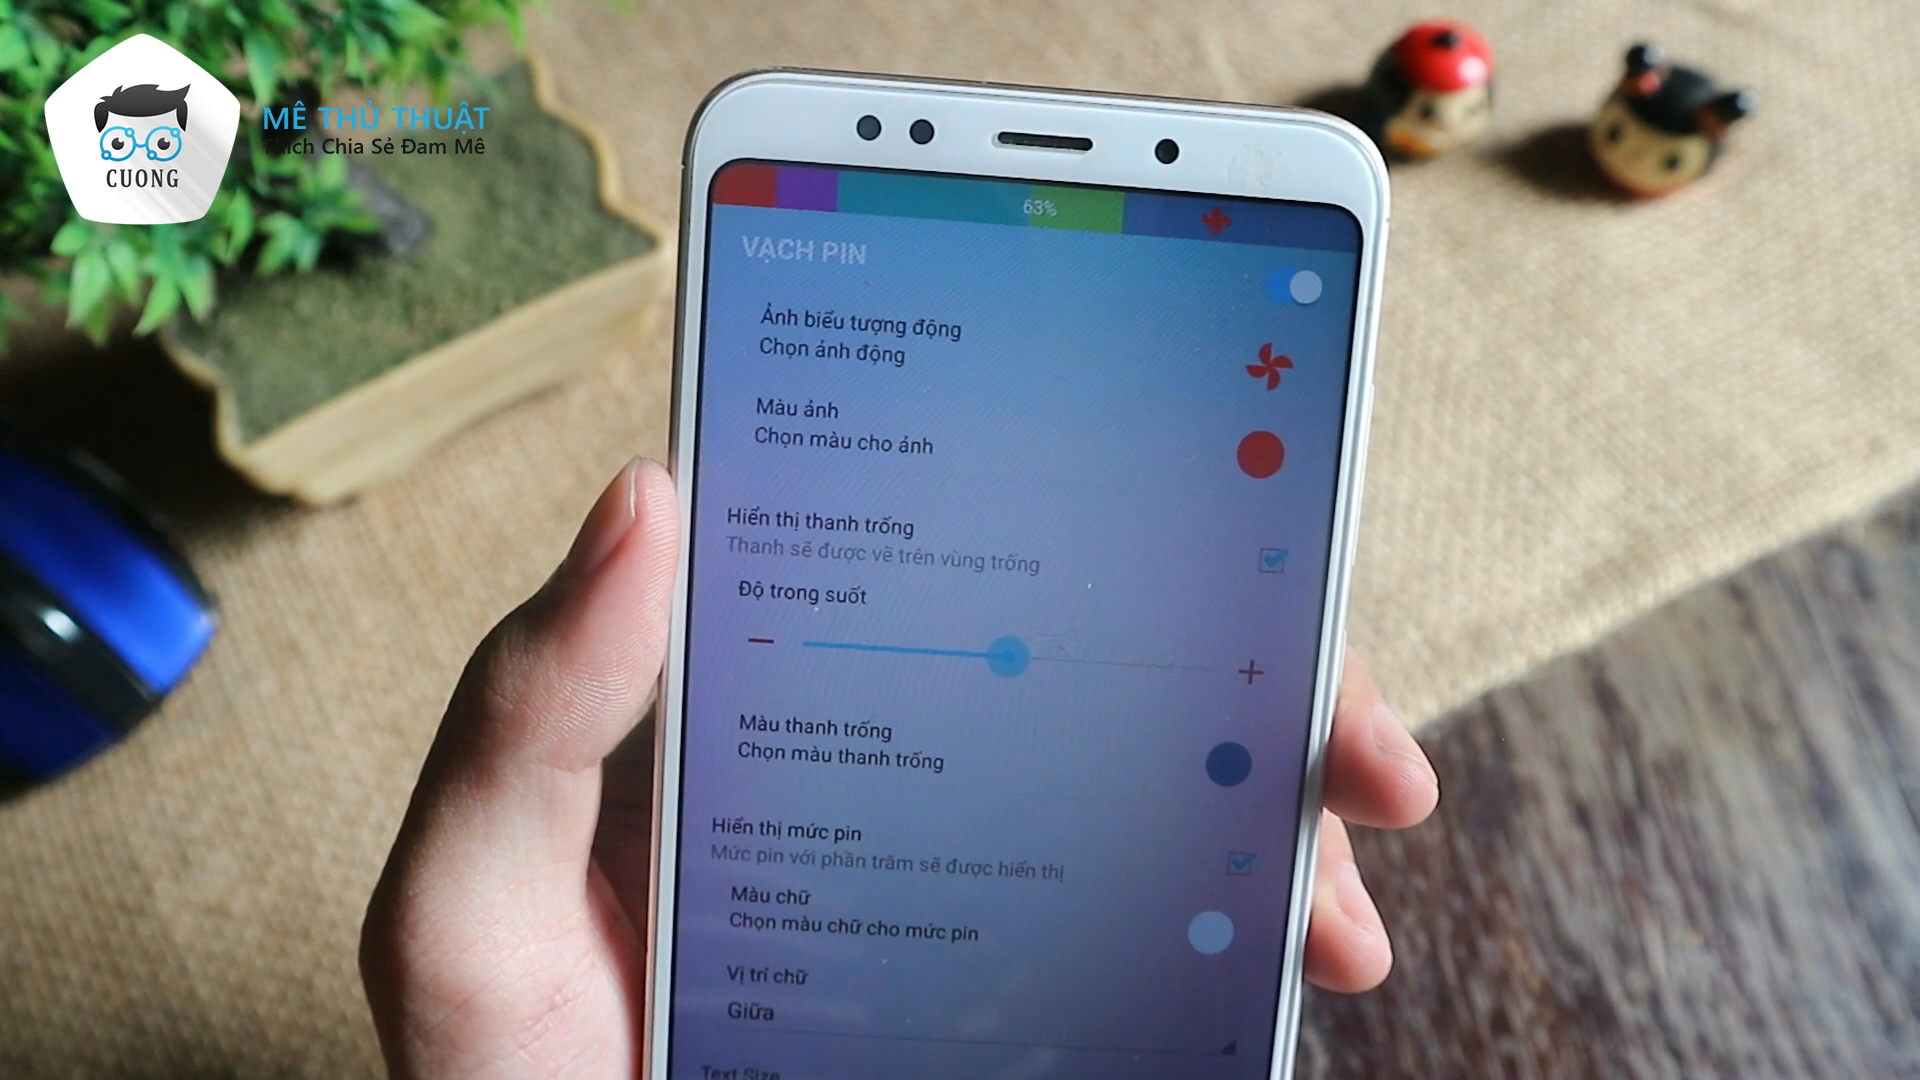 CUONG
MÊ THỦ THUẬT
Thích Chia Sẻ Đam Mê
63%
VẠCH PIN
Ảnh biểu tượng động
Chọn ảnh động
Màu ảnh
Chọn màu cho ảnh
Hiển thị thanh trống
Thanh sẽ được vẽ trên vùng trống
Độ trong suốt
Màu thanh trống
Chọn màu thanh trống
Hiển thị mức pin
Mức pin với phần trăm sẽ được hiển thị
Màu chữ
Chọn màu chữ cho mức pin
Vị trí chữ
Giữa
Text Size